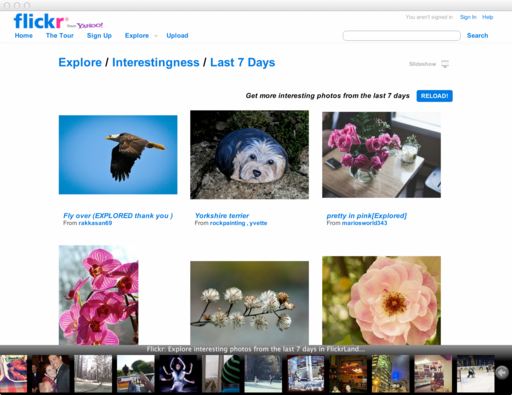 flickr® from YAHOO!
You aren't signed in Sign In Help
Home The Tour Sign Up Explore Upload Search
Explore / Interestingness / Last 7 Days
Slideshow
Get more interesting photos from the last 7 days RELOAD!
Fly over (EXPLORED thank you )
From rakkasan69
Yorkshire terrier
From rockpainting , yvette
pretty in pink[Explored]
From mariosworld343
Flickr: Explore interesting photos from the last 7 days in FlickrLand...